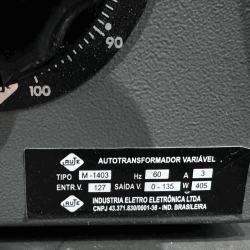 90
100
AUJE AUTOTRANSFORMADOR VARIÁVEL
TIPO M-1403 Hz 60 A 3
ENTR.V. 127 SAÍDA V. 0-135 W 405
INDUSTRIA ELETRO ELETRÔNICA LTDA
CNPJ 43.371.830/0001-38 - IND. BRASILEIRA